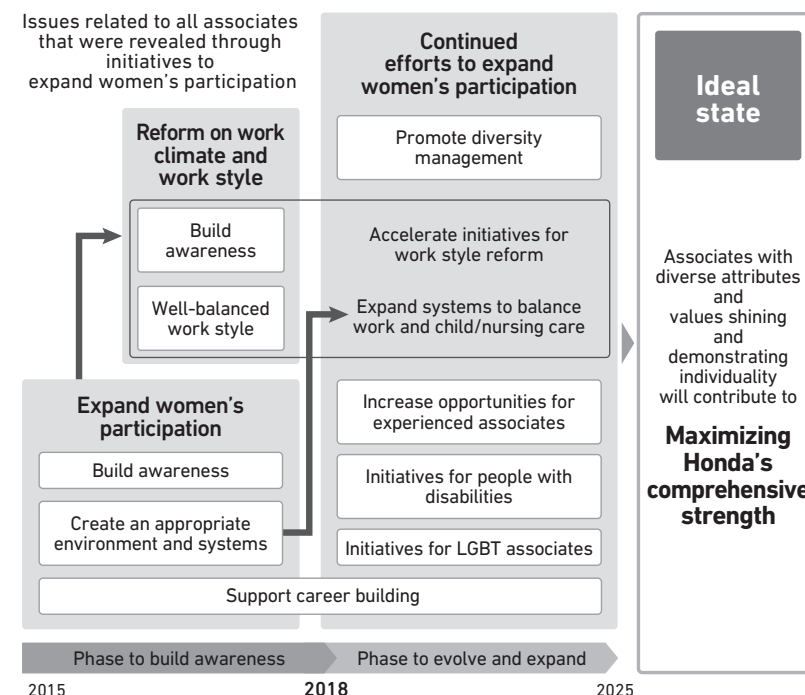 Issues related to all associates
that were revealed through
initiatives to
expand women's participation
Reform on work
climate and
work style
Build
awareness
Well-balanced
work style
Expand women's
participation
Build awareness
Create an appropriate
environment and systems
Continued
efforts to expand
women's participation
Promote diversity
management
Accelerate initiatives for
work style reform
Expand systems to balance
work and child/nursing care
Increase opportunities for
experienced associates
Initiatives for people with
disabilities
Initiatives for LGBT associates
Support career building
Phase to build awareness
Phase to evolve and expand
2015
2018
2025
Ideal
state
Associates with
diverse attributes
and
values shining
and
demonstrating
individuality
will contribute to
Maximizing
Honda's
comprehensive
strength